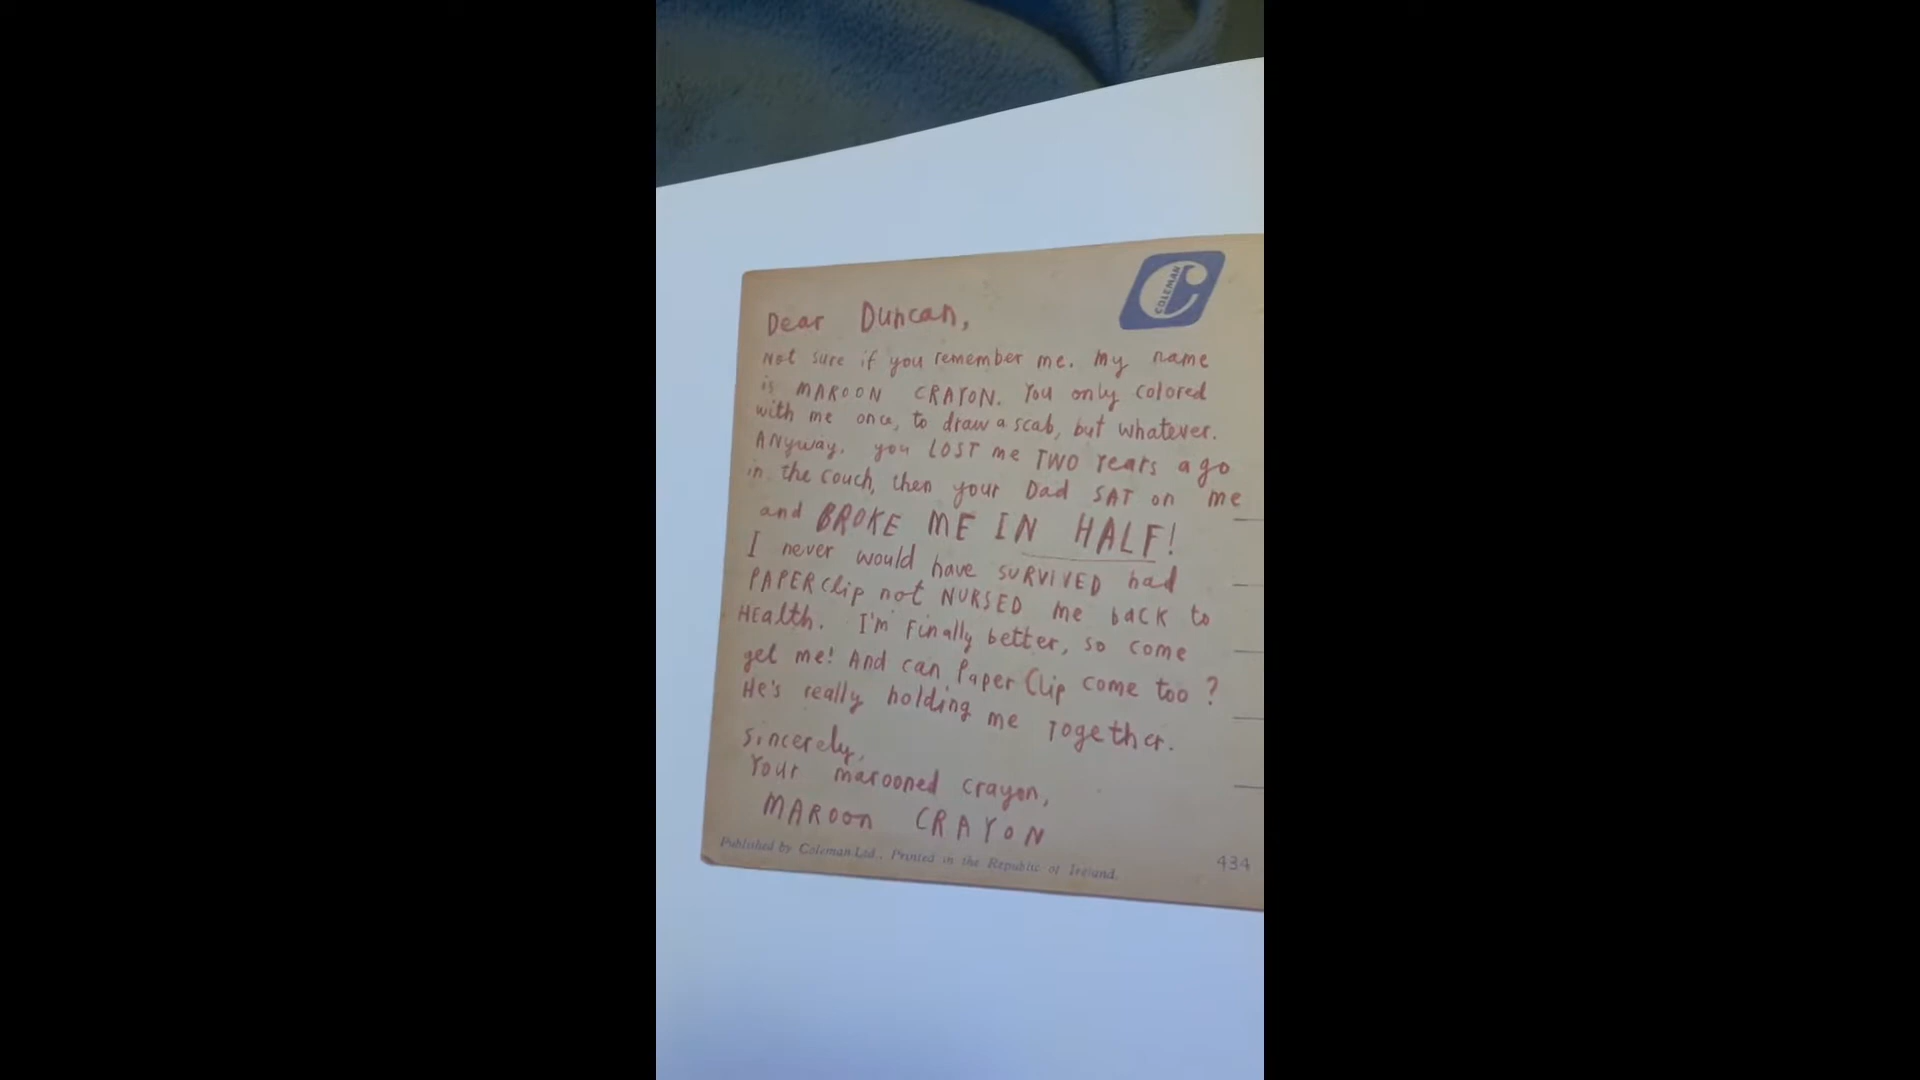 COLEMAN
Dear Duncan,
Not sure if you remember me. My name
is MAROON CRAYON. You only colored
with me once, to draw a scab, but whatever.
ANyway, you LOST me TWO Years ago
in the couch, then your Dad SAT on me
and BROKE ME IN HALF!
I never would have SURVIVED had
PAPERClip not NURSED me back to
HEalth. I'm Finally better, so come
get me! And can Paper Clip come too?
He's really holding me Together.
Sincerely,
Your marooned crayon,
MAROON CRAYON
Published by Coleman Ltd. Printed in the Republic of Ireland.
434